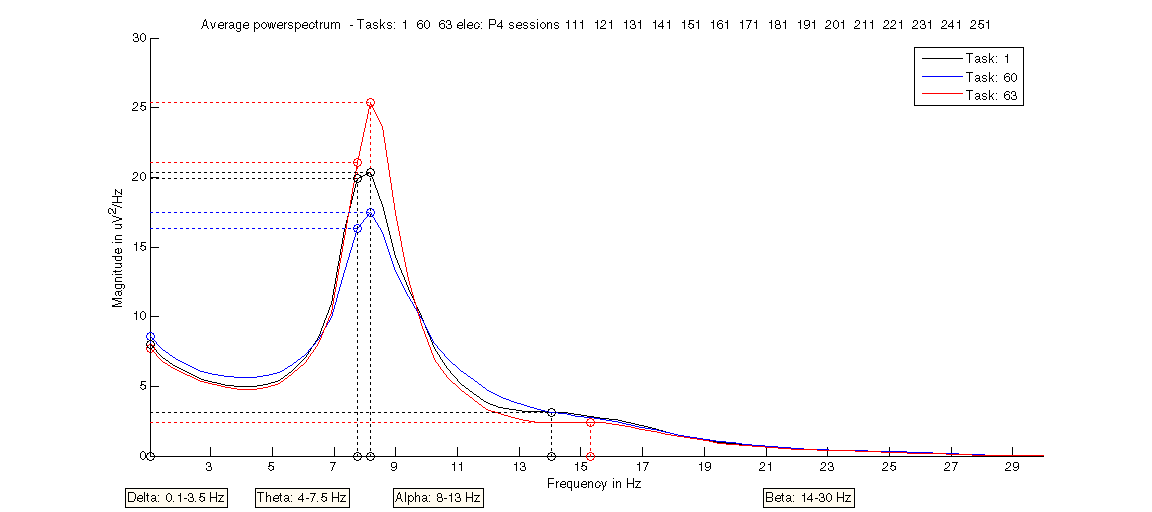 Average powerspectrum - Tasks: 1 60 63 elec: P4 sessions 111 121 131 141 151 161 171 181 191 201 211 221 231 241 251
30
25
20
15
10
5
0
Magnitude in uV²/Hz
Task: 1
Task: 60
Task: 63
3 5 7 9 11 13 15 17 19 21 23 25 27 29
Frequency in Hz
Delta: 0.1-3.5 Hz
Theta: 4-7.5 Hz
Alpha: 8-13 Hz
Beta: 14-30 Hz